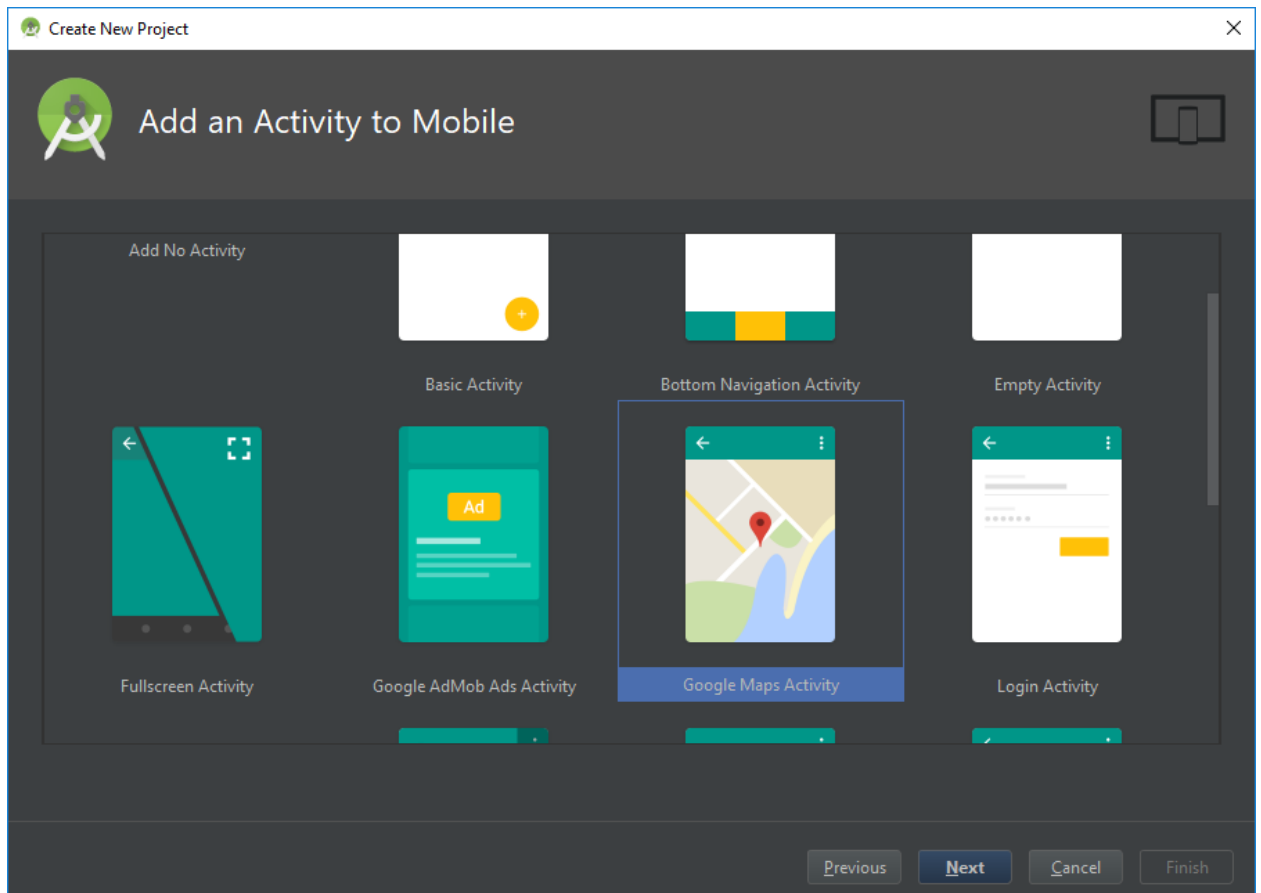 Create New Project
Add an Activity to Mobile
Add No Activity
Basic Activity
Bottom Navigation Activity
Empty Activity
Ad
Fullscreen Activity
Google AdMob Ads Activity
Google Maps Activity
Login Activity
Previous
Next
Cancel
Finish